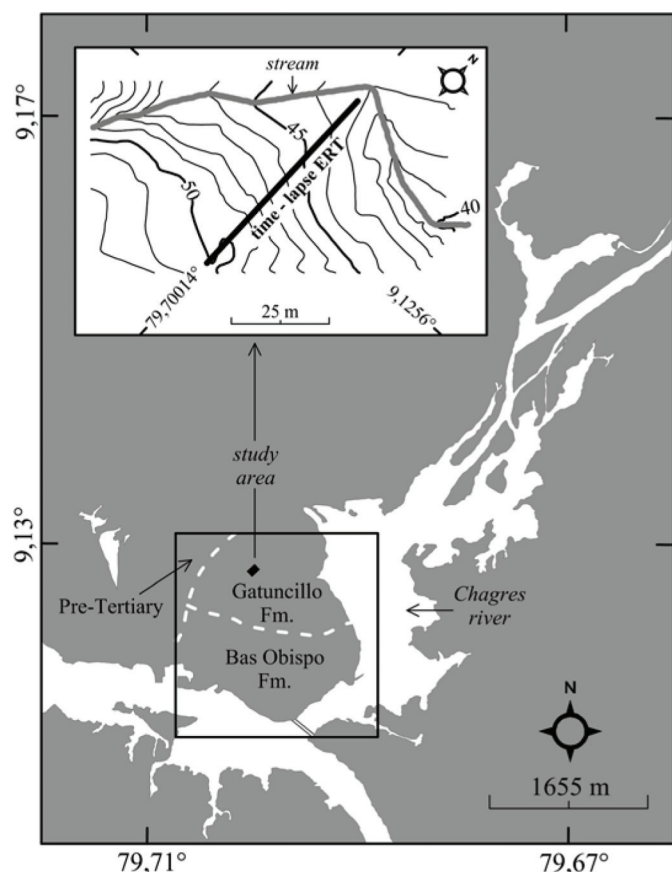 N
stream
9,17°
45
time - lapse ERT
50
40
79,70014°
25 m
9,1256°
study
area
9,13°
Gatuncillo
Fm.
Pre-Tertiary
Chagres
river
Bas Obispo
Fm.
N
1655 m
79,71°
79,67°